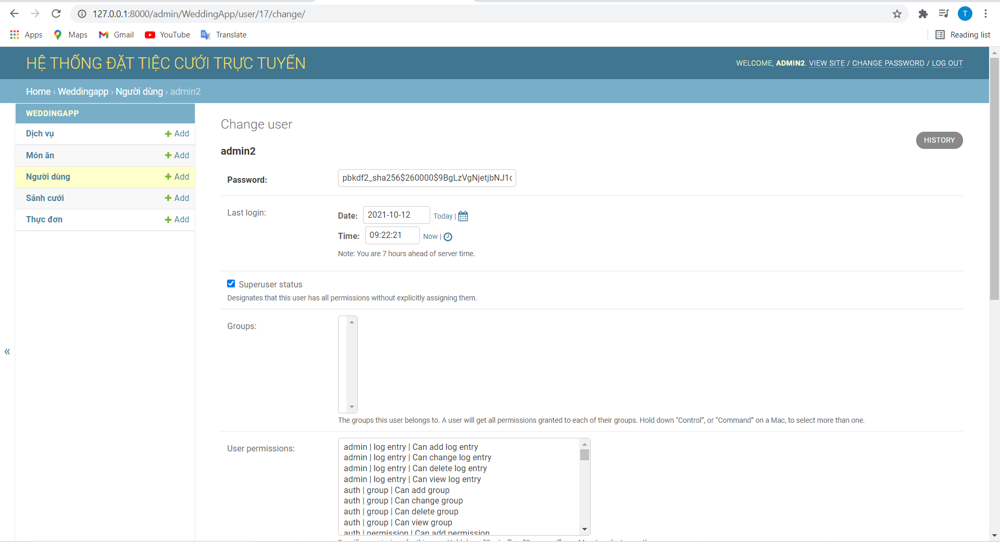 127.0.0.1:8000/admin/WeddingApp/user/17/change/
T
Apps Maps Gmail YouTube Translate Reading list
HỆ THỐNG ĐẶT TIỆC CƯỚI TRỰC TUYẾN
WELCOME, ADMIN2. VIEW SITE / CHANGE PASSWORD / LOG OUT
Home › Weddingapp › Người dùng › admin2
WEDDINGAPP
Dịch vụ Add
Món ăn Add
Người dùng Add
Sảnh cưới Add
Thực đơn Add
«
Change user
HISTORY
admin2
Password: pbkdf2_sha256$260000$9BgLzVgNjetjbNJ1c
Last login: Date: 2021-10-12 Today |
Time: 09:22:21 Now |
Note: You are 7 hours ahead of server time.
Superuser status
Designates that this user has all permissions without explicitly assigning them.
Groups:
The groups this user belongs to. A user will get all permissions granted to each of their groups. Hold down “Control”, or “Command” on a Mac, to select more than one.
User permissions:
admin | log entry | Can add log entry
admin | log entry | Can change log entry
admin | log entry | Can delete log entry
admin | log entry | Can view log entry
auth | group | Can add group
auth | group | Can change group
auth | group | Can delete group
auth | group | Can view group
auth | permission | Can add permission